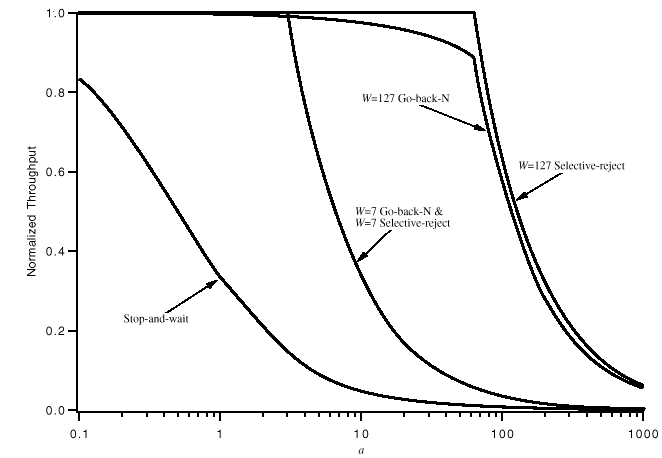 1.0
W=127 Go-back-N
0.8
W=127 Selective-reject
0.6
W=7 Go-back-N &
W=7 Selective-reject
0.4
Stop-and-wait
0.2
0.0
Normalized Throughput
0.1 1 10 100 1000
a